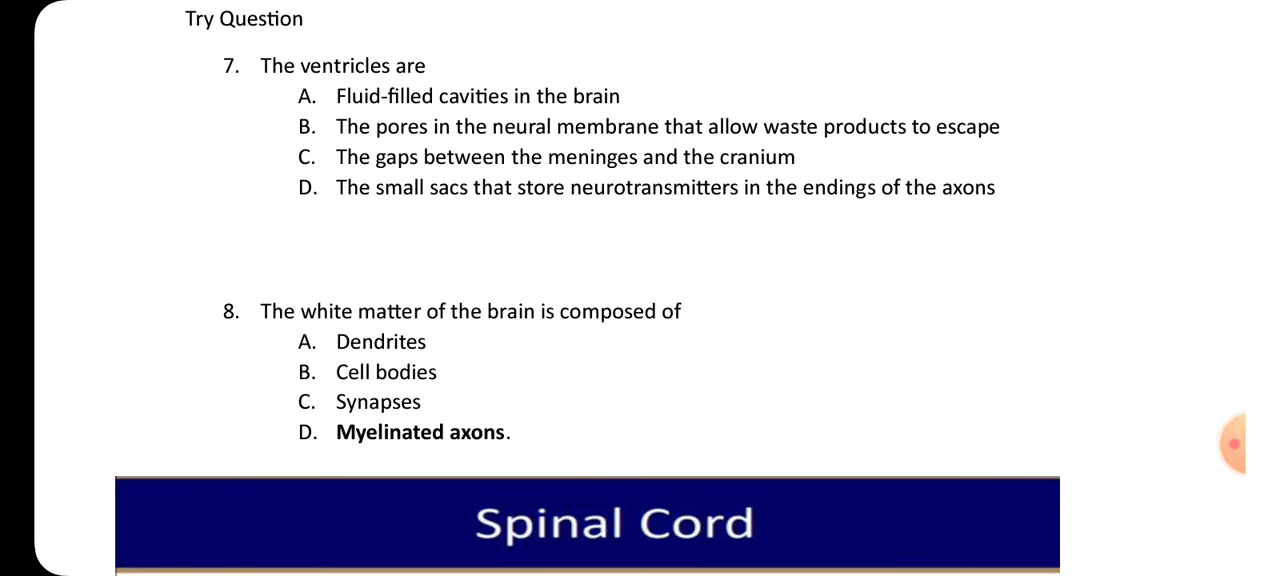 Try Question
7. The ventricles are
A. Fluid-filled cavities in the brain
B. The pores in the neural membrane that allow waste products to escape
C. The gaps between the meninges and the cranium
D. The small sacs that store neurotransmitters in the endings of the axons
8. The white matter of the brain is composed of
A. Dendrites
B. Cell bodies
C. Synapses
D. Myelinated axons.
Spinal Cord